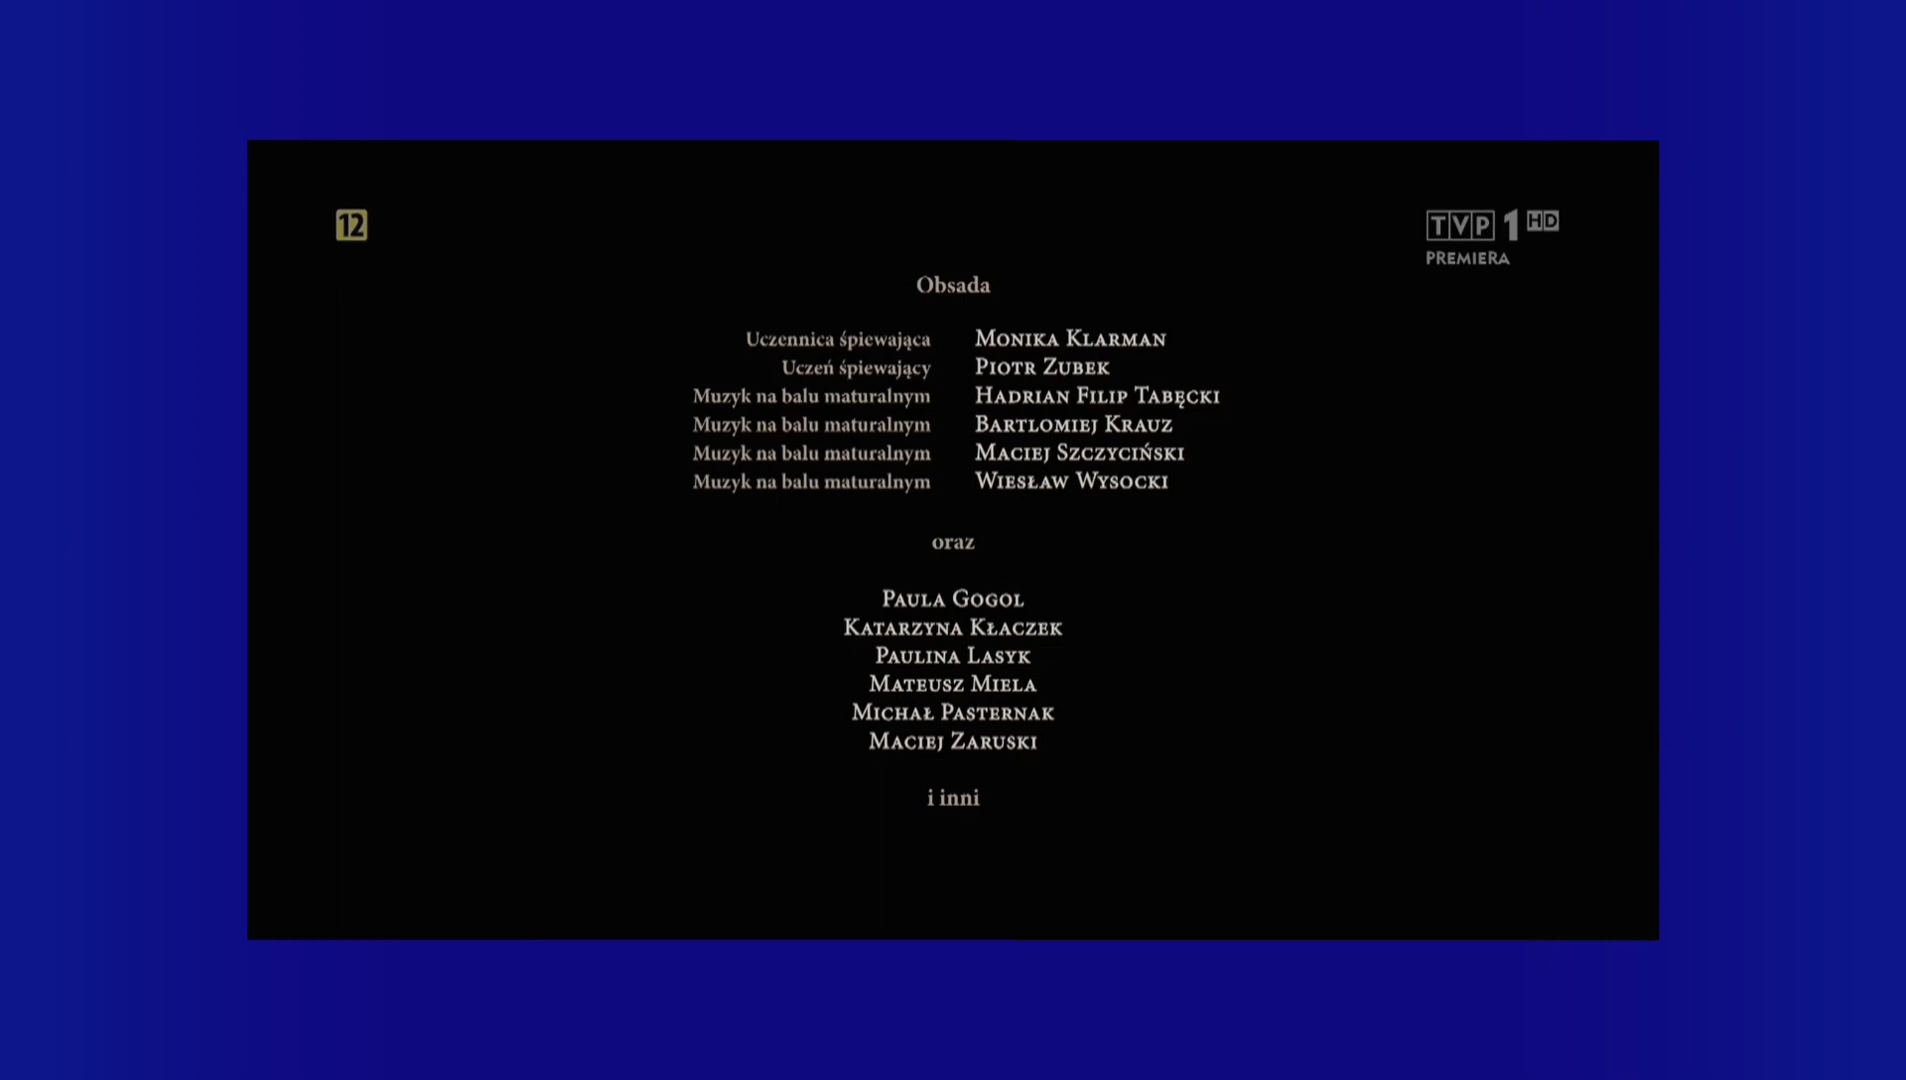 12
TVP 1 HD
PREMIERA
Obsada
Uczennica śpiewająca MONIKA KLARMAN
Uczeń śpiewający PIOTR ZUBEK
Muzyk na balu maturalnym HADRIAN FILIP TABĘCKI
Muzyk na balu maturalnym BARTLOMIEJ KRAUZ
Muzyk na balu maturalnym MACIEJ SZCZYCIŃSKI
Muzyk na balu maturalnym WIESŁAW WYSOCKI
oraz
PAULA GOGOL
KATARZYNA KŁACZEK
PAULINA LASYK
MATEUSZ MIELA
MICHAŁ PASTERNAK
MACIEJ ZARUSKI
i inni